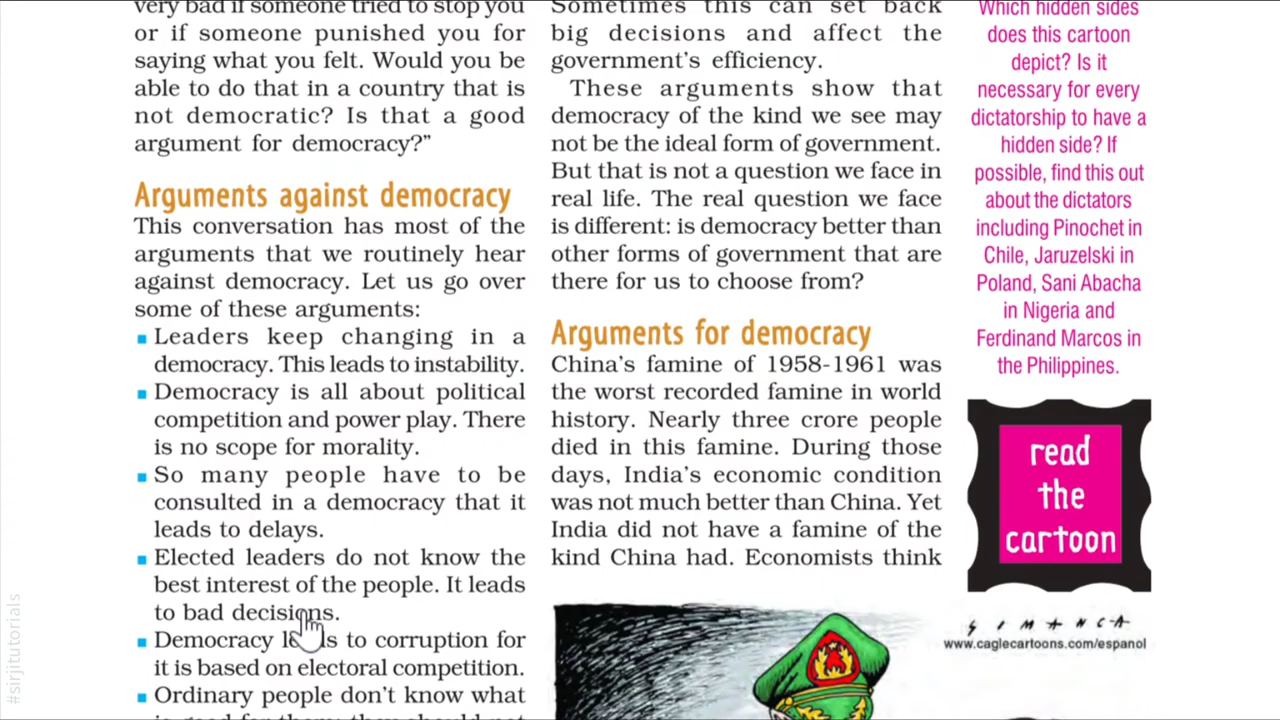 very bad if someone tried to stop you
or if someone punished you for
saying what you felt. Would you be
able to do that in a country that is
not democratic? Is that a good
argument for democracy?”
Arguments against democracy
This conversation has most of the
arguments that we routinely hear
against democracy. Let us go over
some of these arguments:
Leaders keep changing in a
democracy. This leads to instability.
Democracy is all about political
competition and power play. There
is no scope for morality.
So many people have to be
consulted in a democracy that it
leads to delays.
Elected leaders do not know the
best interest of the people. It leads
to bad decisions.
Democracy leads to corruption for
it is based on electoral competition.
Ordinary people don’t know what
is good for them; they should not
Sometimes this can set back
big decisions and affect the
government’s efficiency.
These arguments show that
democracy of the kind we see may
not be the ideal form of government.
But that is not a question we face in
real life. The real question we face
is different: is democracy better than
other forms of government that are
there for us to choose from?
Arguments for democracy
China’s famine of 1958-1961 was
the worst recorded famine in world
history. Nearly three crore people
died in this famine. During those
days, India’s economic condition
was not much better than China. Yet
India did not have a famine of the
kind China had. Economists think
Which hidden sides
does this cartoon
depict? Is it
necessary for every
dictatorship to have a
hidden side? If
possible, find this out
about the dictators
including Pinochet in
Chile, Jaruzelski in
Poland, Sani Abacha
in Nigeria and
Ferdinand Marcos in
the Philippines.
read
the
cartoon
SIMANCA
www.caglecartoons.com/espanol
#sirjitutorials